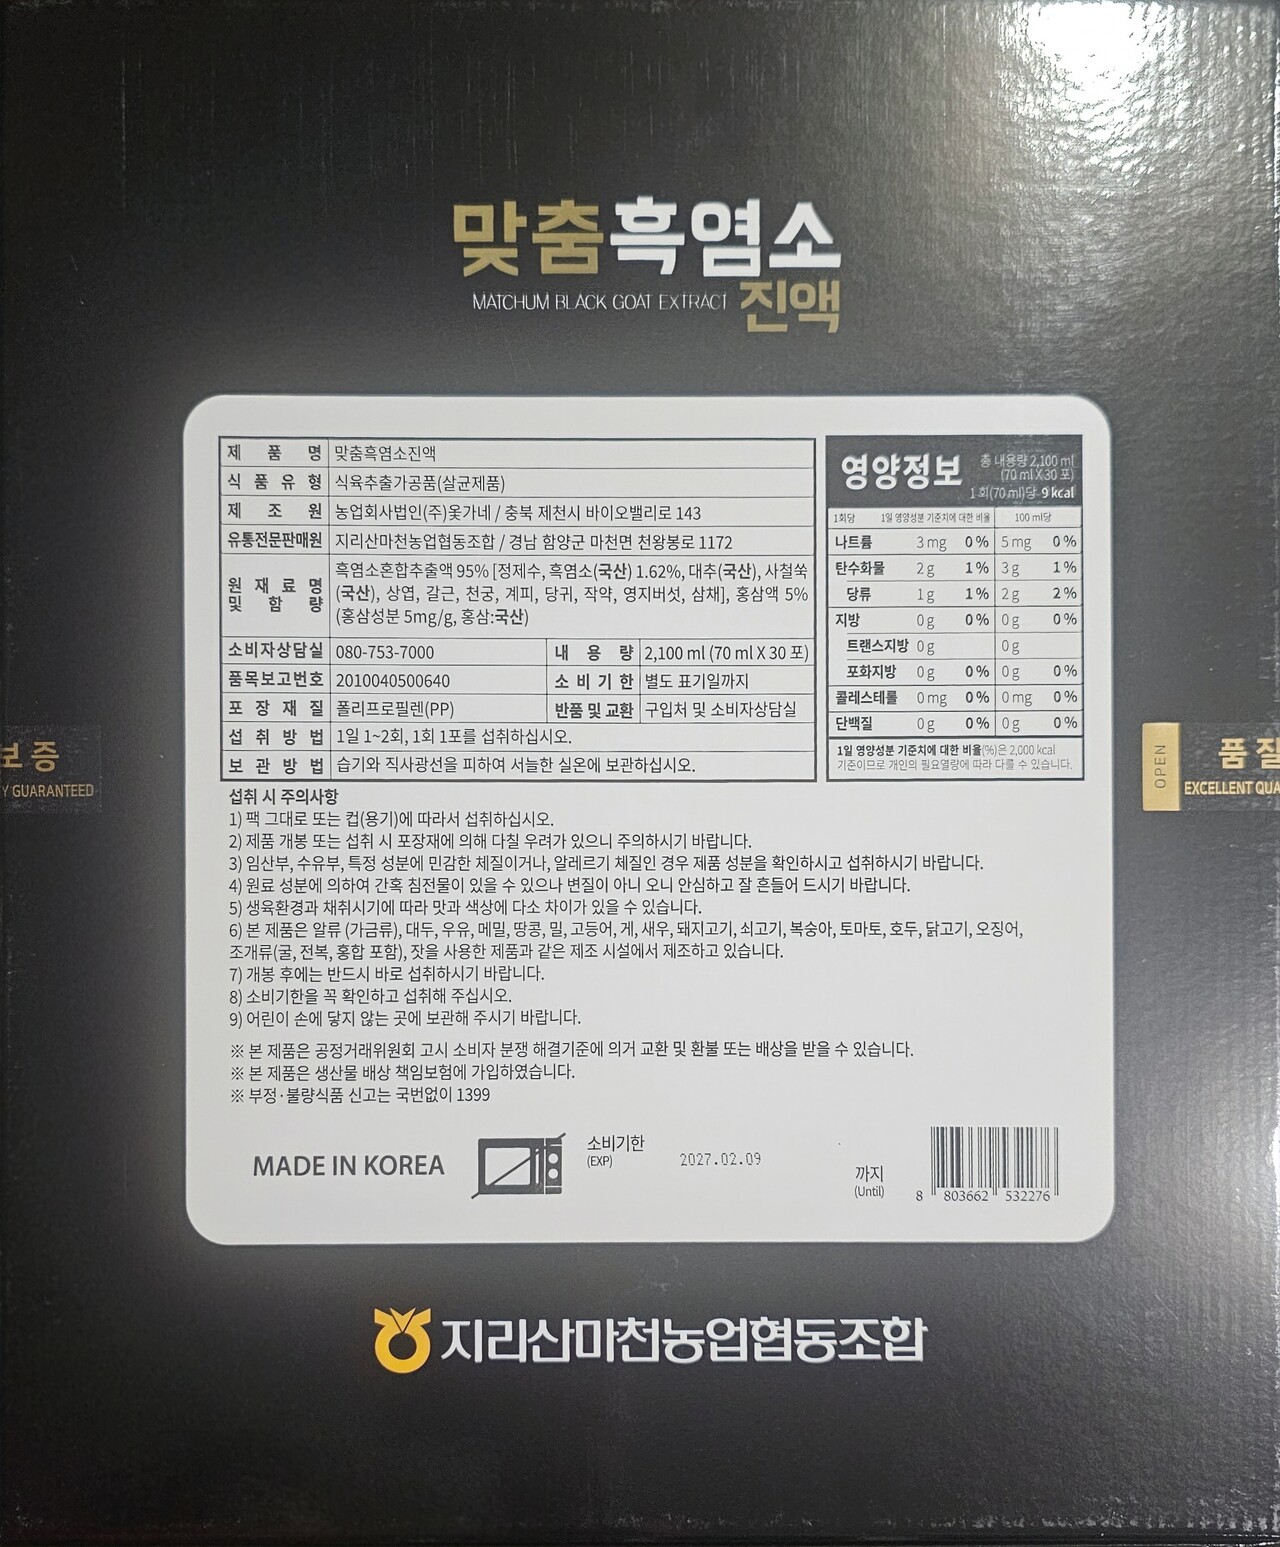 맞춤흑염소
MATCHUM BLACK GOAT EXTRACT 진액
제 품 명 맞춤흑염소진액
식 품 유 형 식육추출가공품(살균제품)
제 조 원 농업회사법인(주)옻가네 / 충북 제천시 바이오밸리로 143
유통전문판매원 지리산마천농업협동조합 / 경남 함양군 마천면 천왕봉로 1172
원 재 료 명 및 함 량
흑염소혼합추출액 95% [정제수, 흑염소(국산) 1.62%, 대추(국산), 사철쑥
(국산), 상엽, 갈근, 천궁, 계피, 당귀, 작약, 영지버섯, 삼채], 홍삼액 5%
(홍삼성분 5mg/g, 홍삼:국산)
소비자상담실 080-753-7000 내 용 량 2,100 ml (70 ml X 30 포)
품목보고번호 2010040500640 소 비 기 한 별도 표기일까지
포 장 재 질 폴리프로필렌(PP) 반품 및 교환 구입처 및 소비자상담실
섭 취 방 법 1일 1~2회, 1회 1포를 섭취하십시오.
보 관 방 법 습기와 직사광선을 피하여 서늘한 실온에 보관하십시오.
영양정보
총 내용량 2,100 ml
(70 ml X 30 포)
1회(70 ml)당 9 kcal
1회당 1일 영양성분 기준치에 대한 비율 100 ml당
나트륨 3 mg 0 % 5 mg 0 %
탄수화물 2 g 1 % 3 g 1 %
당류 1 g 1 % 2 g 2 %
지방 0 g 0 % 0 g 0 %
트랜스지방 0 g 0 g
포화지방 0 g 0 % 0 g 0 %
콜레스테롤 0 mg 0 % 0 mg 0 %
단백질 0 g 0 % 0 g 0 %
1일 영양성분 기준치에 대한 비율(%)은 2,000 kcal
기준이므로 개인의 필요열량에 따라 다를 수 있습니다.
섭취 시 주의사항
1) 팩 그대로 또는 컵(용기)에 따라서 섭취하십시오.
2) 제품 개봉 또는 섭취 시 포장재에 의해 다칠 우려가 있으니 주의하시기 바랍니다.
3) 임산부, 수유부, 특정 성분에 민감한 체질이거나, 알레르기 체질인 경우 제품 성분을 확인하시고 섭취하시기 바랍니다.
4) 원료 성분에 의하여 간혹 침전물이 있을 수 있으나 변질이 아니 오니 안심하고 잘 흔들어 드시기 바랍니다.
5) 생육환경과 채취시기에 따라 맛과 색상에 다소 차이가 있을 수 있습니다.
6) 본 제품은 알류 (가금류), 대두, 우유, 메밀, 땅콩, 밀, 고등어, 게, 새우, 돼지고기, 쇠고기, 복숭아, 토마토, 호두, 닭고기, 오징어,
조개류(굴, 전복, 홍합 포함), 잣을 사용한 제품과 같은 제조 시설에서 제조하고 있습니다.
7) 개봉 후에는 반드시 바로 섭취하시기 바랍니다.
8) 소비기한을 꼭 확인하고 섭취해 주십시오.
9) 어린이 손에 닿지 않는 곳에 보관해 주시기 바랍니다.
※ 본 제품은 공정거래위원회 고시 소비자 분쟁 해결기준에 의거 교환 및 환불 또는 배상을 받을 수 있습니다.
※ 본 제품은 생산물 배상 책임보험에 가입하였습니다.
※ 부정·불량식품 신고는 국번없이 1399
MADE IN KOREA
소비기한
(EXP)
2027.02.09
까지
(Until)
8 803662 532276
보증
Y GUARANTEED
OPEN
품질
EXCELLENT QUA
지리산마천농업협동조합